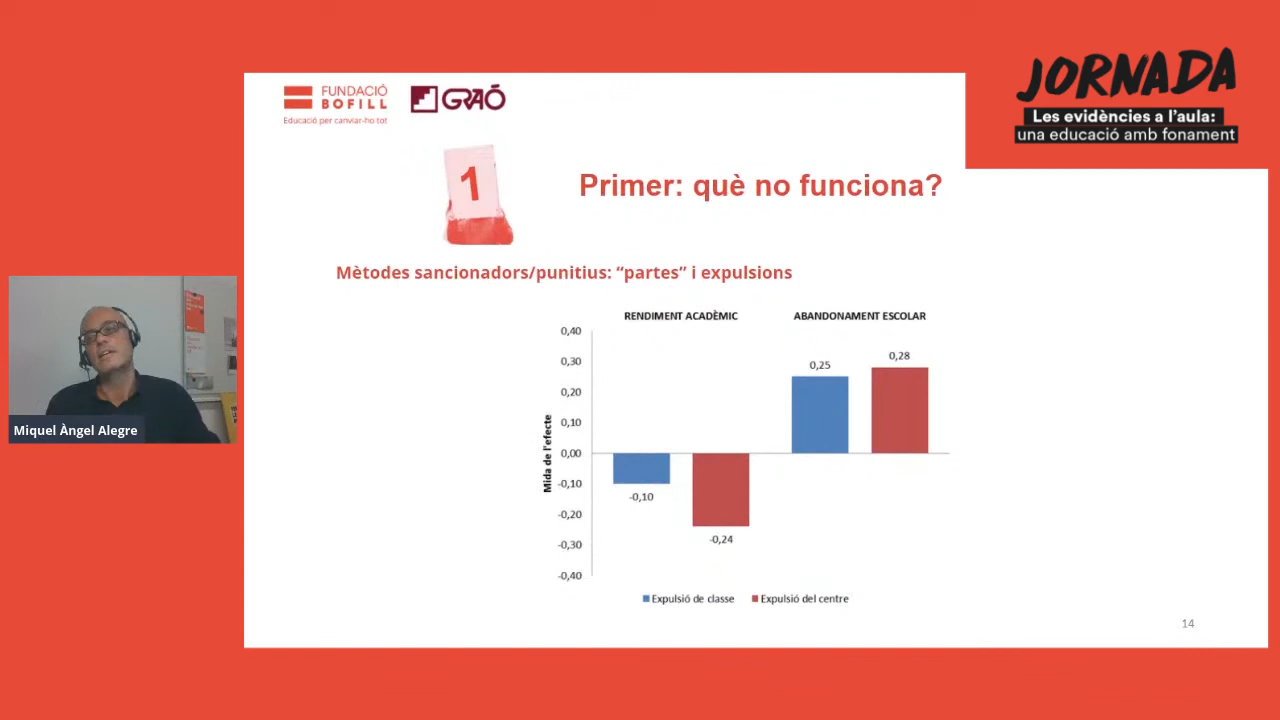 FUNDACIÓ
BOFILL
Educació per canviar-ho tot
GRAÓ
JORNADA
Les evidències a l'aula:
una educació amb fonament
1
Primer: què no funciona?
Mètodes sancionadors/punitius: “partes” i expulsions
RENDIMENT ACADÈMIC
ABANDONAMENT ESCOLAR
Mida de l'efecte
0,40
0,30
0,20
0,10
0,00
-0,10
-0,20
-0,30
-0,40
-0,10
-0,24
0,25
0,28
Expulsió de classe
Expulsió del centre
14
Miquel Àngel Alegre